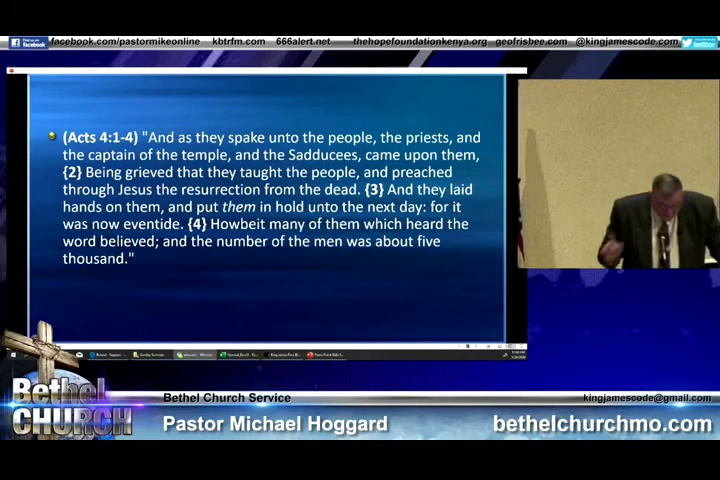 Find us on facebook facebook.com/pastormikeonline kbtrfm.com 666alert.net thehopefoundationkenya.org geofrisbee.com @kingjamescode.com twitter
(Acts 4:1-4) "And as they spake unto the people, the priests, and
the captain of the temple, and the Sadducees, came upon them,
{2} Being grieved that they taught the people, and preached
through Jesus the resurrection from the dead. {3} And they laid
hands on them, and put them in hold unto the next day: for it
was now eventide. {4} Howbeit many of them which heard the
word believed; and the number of the men was about five
thousand."
Bethel
CHURCH
Bethel Church Service
kingjamescode@gmail.com
Pastor Michael Hoggard
bethelchurchmo.com